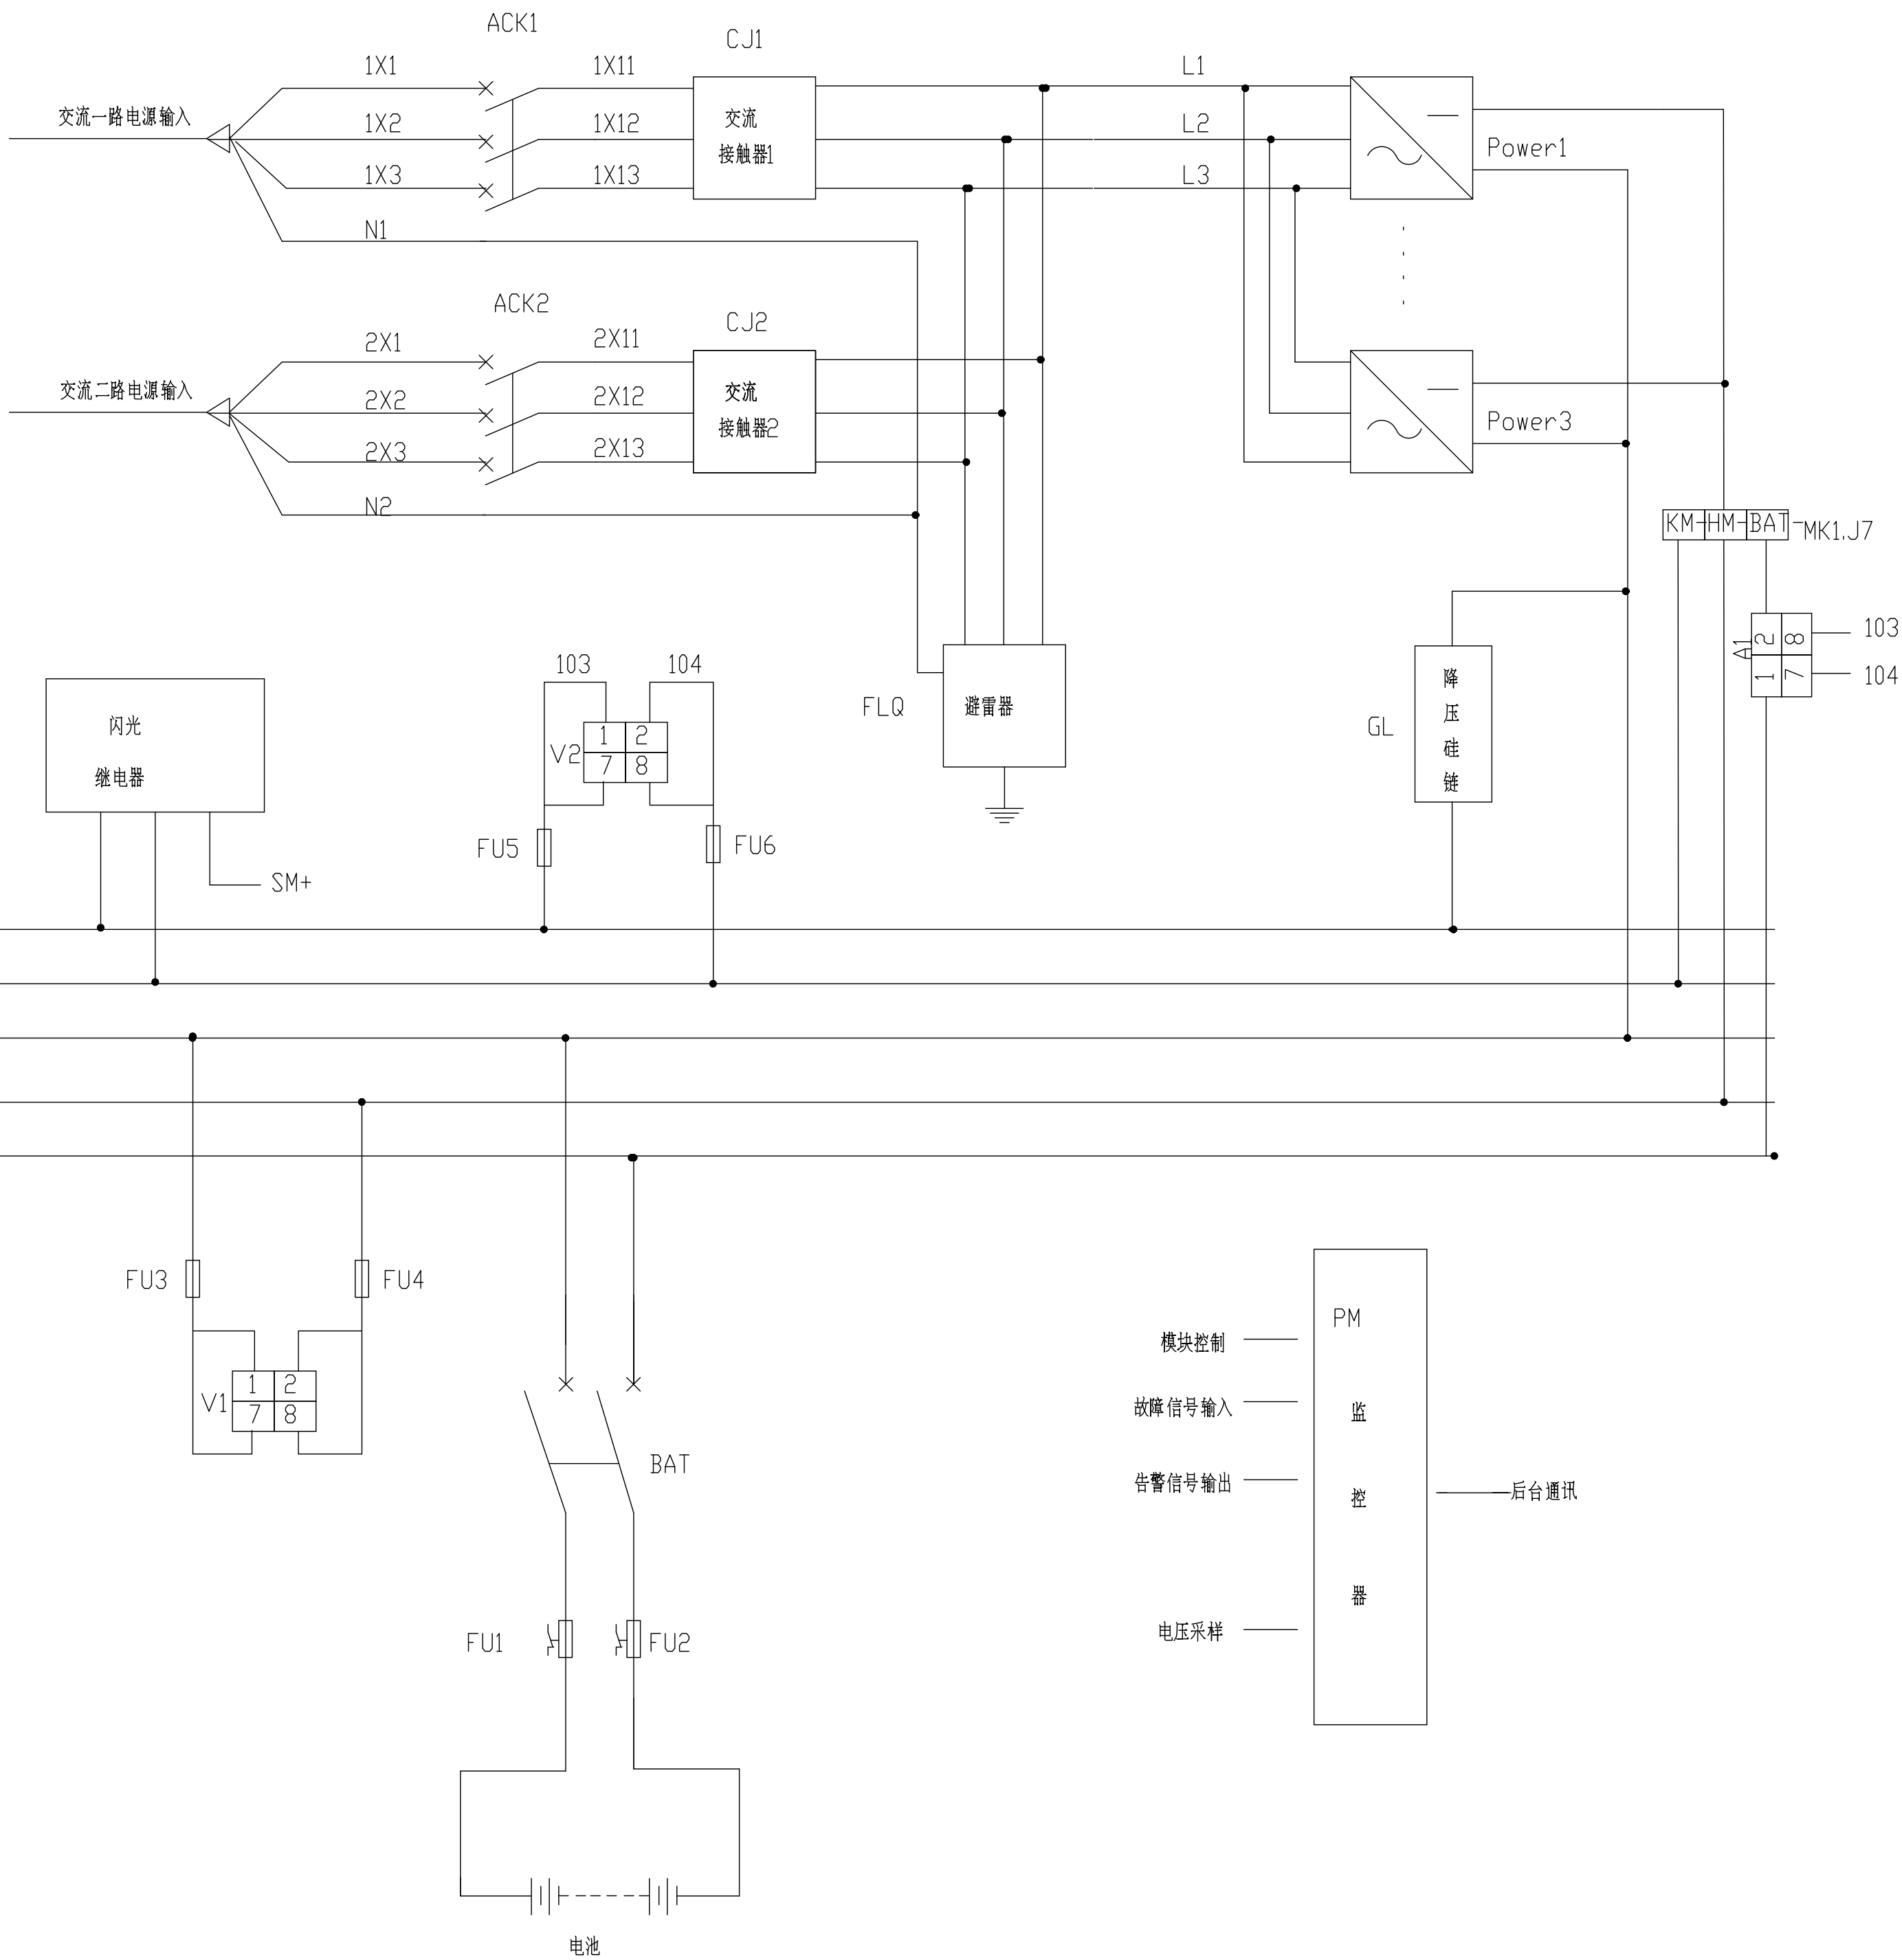 ACK1
CJ1
1X1
1X11
L1
交流一路电源输入
1X2
1X12
交流
接触器1
L2
Power1
1X3
1X13
L3
N1
ACK2
CJ2
2X1
2X11
交流二路电源输入
2X2
2X12
交流
接触器2
Power3
2X3
2X13
N2
KM-
HM-
BAT-
MK1.J7
A1
2
8
1
7
103
104
闪光
继电器
SM+
103
104
V2
1
2
7
8
FU5
FU6
FLQ
避雷器
GL
降
压
硅
链
FU3
FU4
V1
1
2
7
8
BAT
FU1
FU2
电池
PM
监
控
器
模块控制
故障信号输入
告警信号输出
电压采样
后台通讯